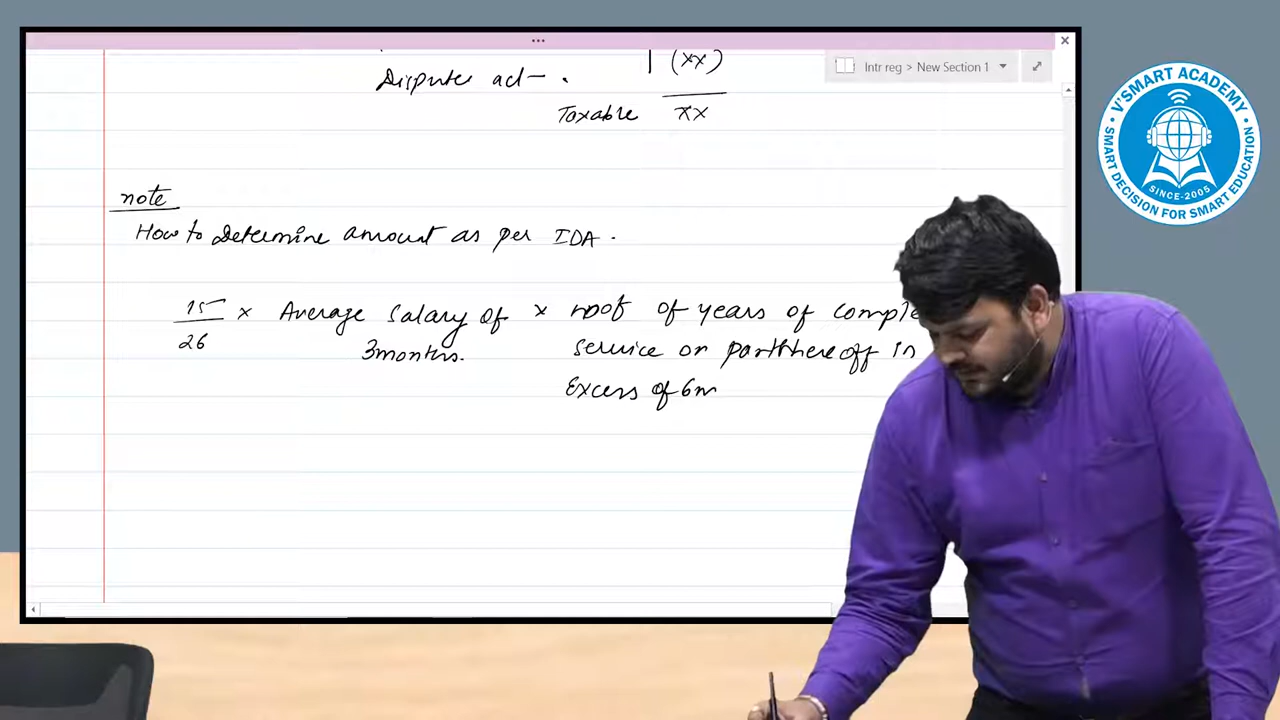 Intr reg > New Section 1
(xx)
Disputes act - .
Taxable xx
note
How to Determine amount as per IDA .
15/26 x Average Salary of 3months. x no of of years of comple
service or partthereoff in
Excess of 6m
V'SMART ACADEMY
SMART DECISION FOR SMART EDUCATION
SINCE-2005